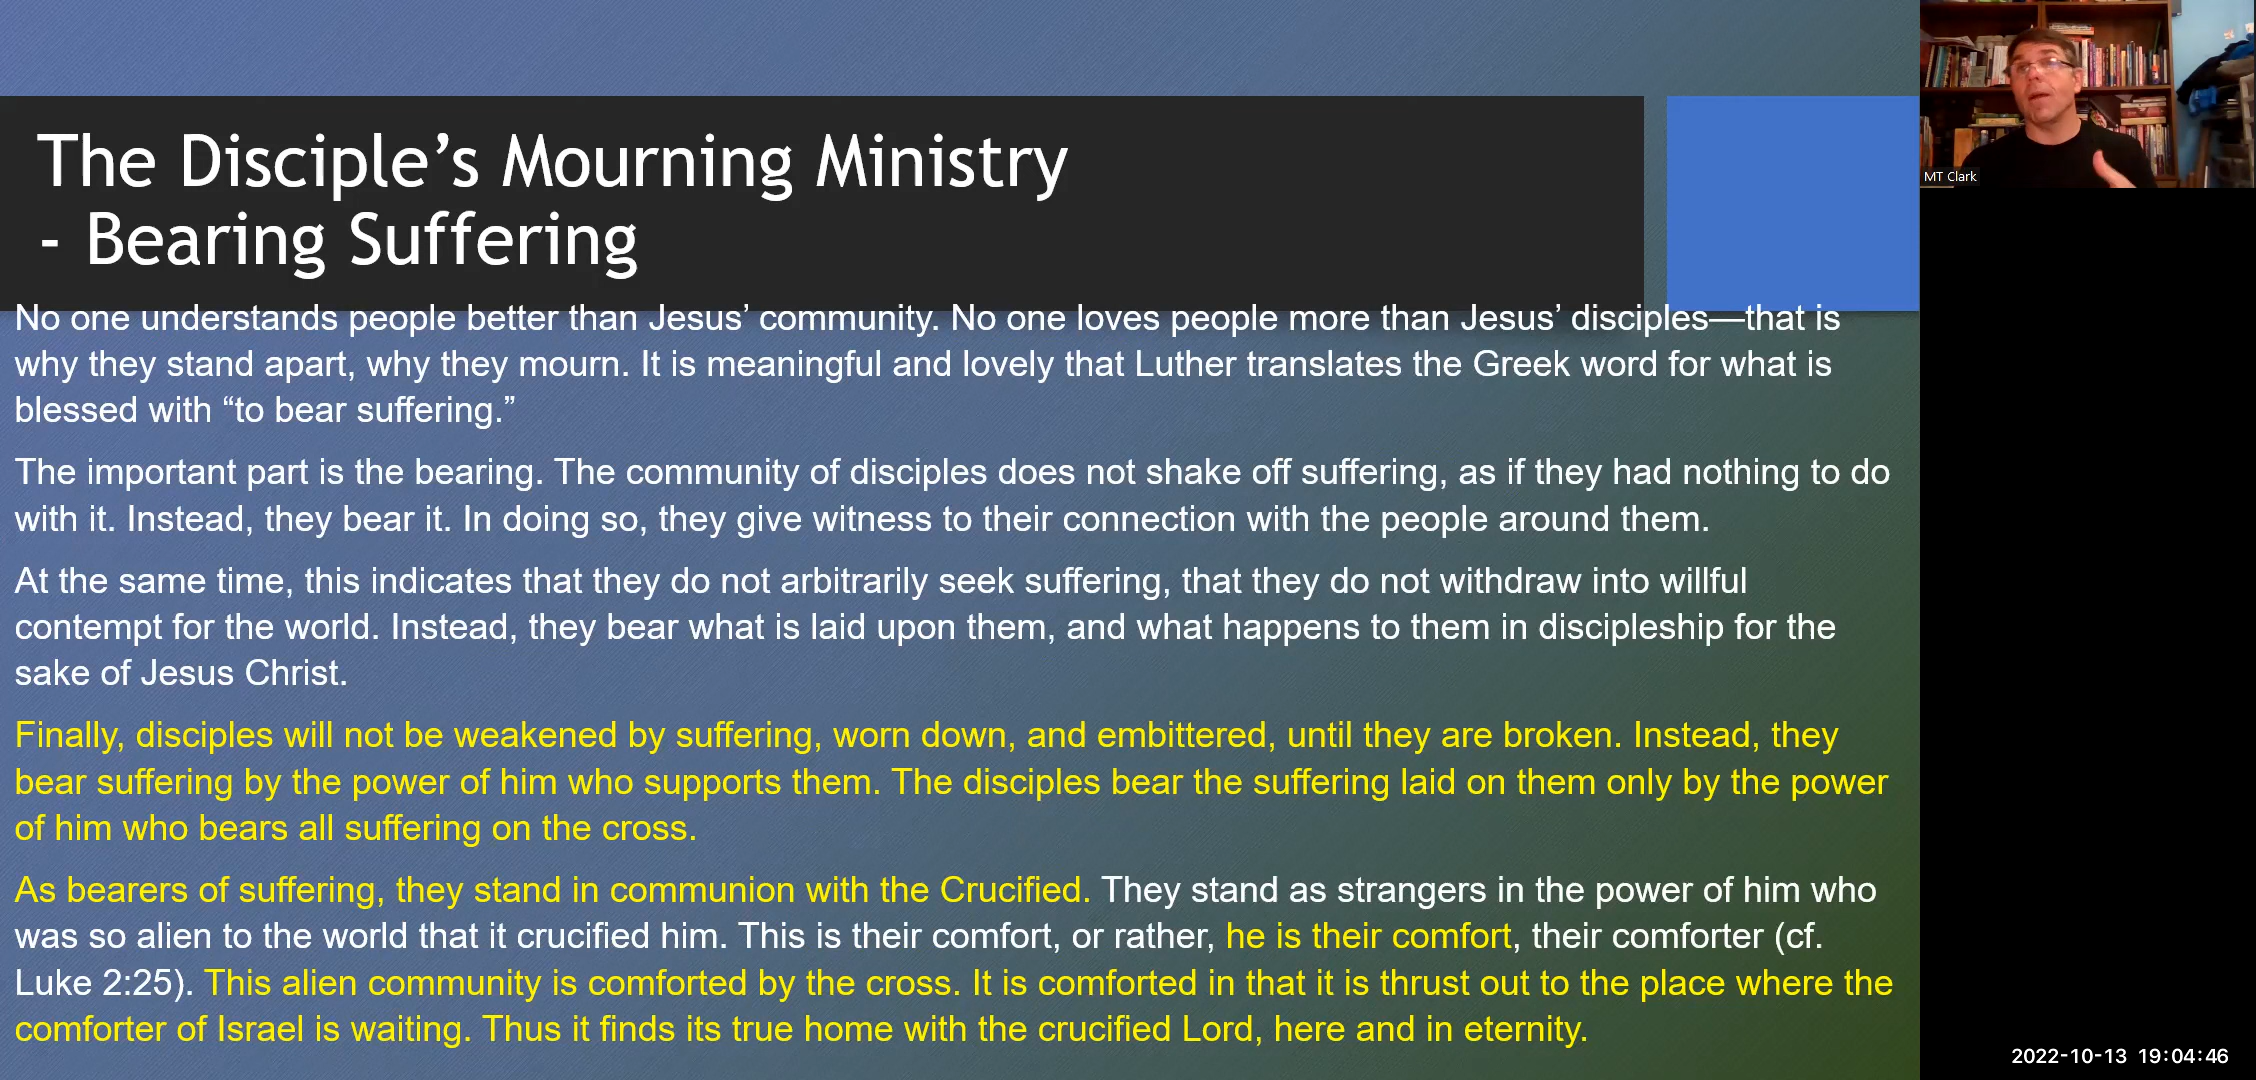 The Disciple’s Mourning Ministry
- Bearing Suffering
No one understands people better than Jesus’ community. No one loves people more than Jesus’ disciples—that is
why they stand apart, why they mourn. It is meaningful and lovely that Luther translates the Greek word for what is
blessed with “to bear suffering.”
The important part is the bearing. The community of disciples does not shake off suffering, as if they had nothing to do
with it. Instead, they bear it. In doing so, they give witness to their connection with the people around them.
At the same time, this indicates that they do not arbitrarily seek suffering, that they do not withdraw into willful
contempt for the world. Instead, they bear what is laid upon them, and what happens to them in discipleship for the
sake of Jesus Christ.
Finally, disciples will not be weakened by suffering, worn down, and embittered, until they are broken. Instead, they
bear suffering by the power of him who supports them. The disciples bear the suffering laid on them only by the power
of him who bears all suffering on the cross.
As bearers of suffering, they stand in communion with the Crucified. They stand as strangers in the power of him who
was so alien to the world that it crucified him. This is their comfort, or rather, he is their comfort, their comforter (cf.
Luke 2:25). This alien community is comforted by the cross. It is comforted in that it is thrust out to the place where the
comforter of Israel is waiting. Thus it finds its true home with the crucified Lord, here and in eternity.
MT Clark
2022-10-13 19:04:46